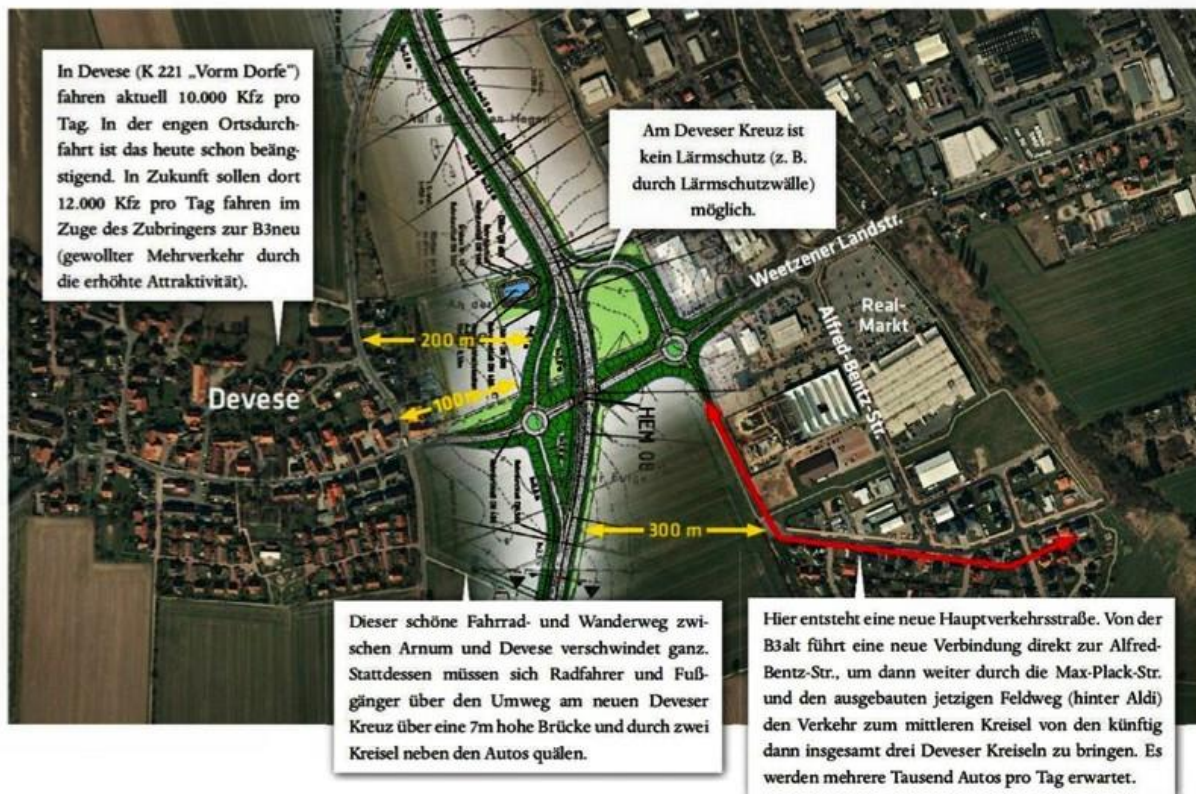 In Devese (K 221 „Vorm Dorfe")
fahren aktuell 10.000 Kfz pro
Tag. In der engen Ortsdurch-
fahrt ist das heute schon beäng-
stigend. In Zukunft sollen dort
12.000 Kfz pro Tag fahren im
Zuge des Zubringers zur B3neu
(gewollter Mehrverkehr durch
die erhöhte Attraktivität).
Am Deveser Kreuz ist
kein Lärmschutz (z. B.
durch Lärmschutzwälle)
möglich.
Weetzener Landstr.
Real-
Markt
Alfred-Bentz-Str.
200 m
100m
Devese
HEM 08
300 m
Dieser schöne Fahrrad- und Wanderweg zwi-
schen Arnum und Devese verschwindet ganz.
Stattdessen müssen sich Radfahrer und Fuß-
gänger über den Umweg am neuen Deveser
Kreuz über eine 7m hohe Brücke und durch zwei
Kreisel neben den Autos quälen.
Hier entsteht eine neue Hauptverkehrsstraße. Von der
B3alt führt eine neue Verbindung direkt zur Alfred-
Bentz-Str., um dann weiter durch die Max-Plack-Str.
und den ausgebauten jetzigen Feldweg (hinter Aldi)
den Verkehr zum mittleren Kreisel von den künftig
dann insgesamt drei Deveser Kreiseln zu bringen. Es
werden mehrere Tausend Autos pro Tag erwartet.